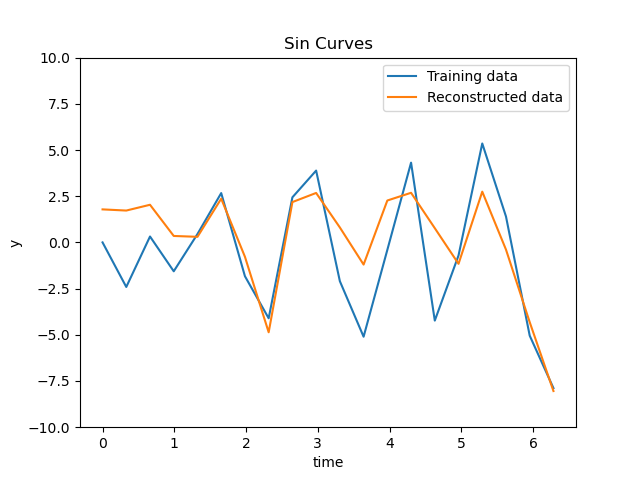 Sin Curves
Training data
Reconstructed data
10.0
7.5
5.0
2.5
0.0
−2.5
−5.0
−7.5
−10.0
y
0 1 2 3 4 5 6
time